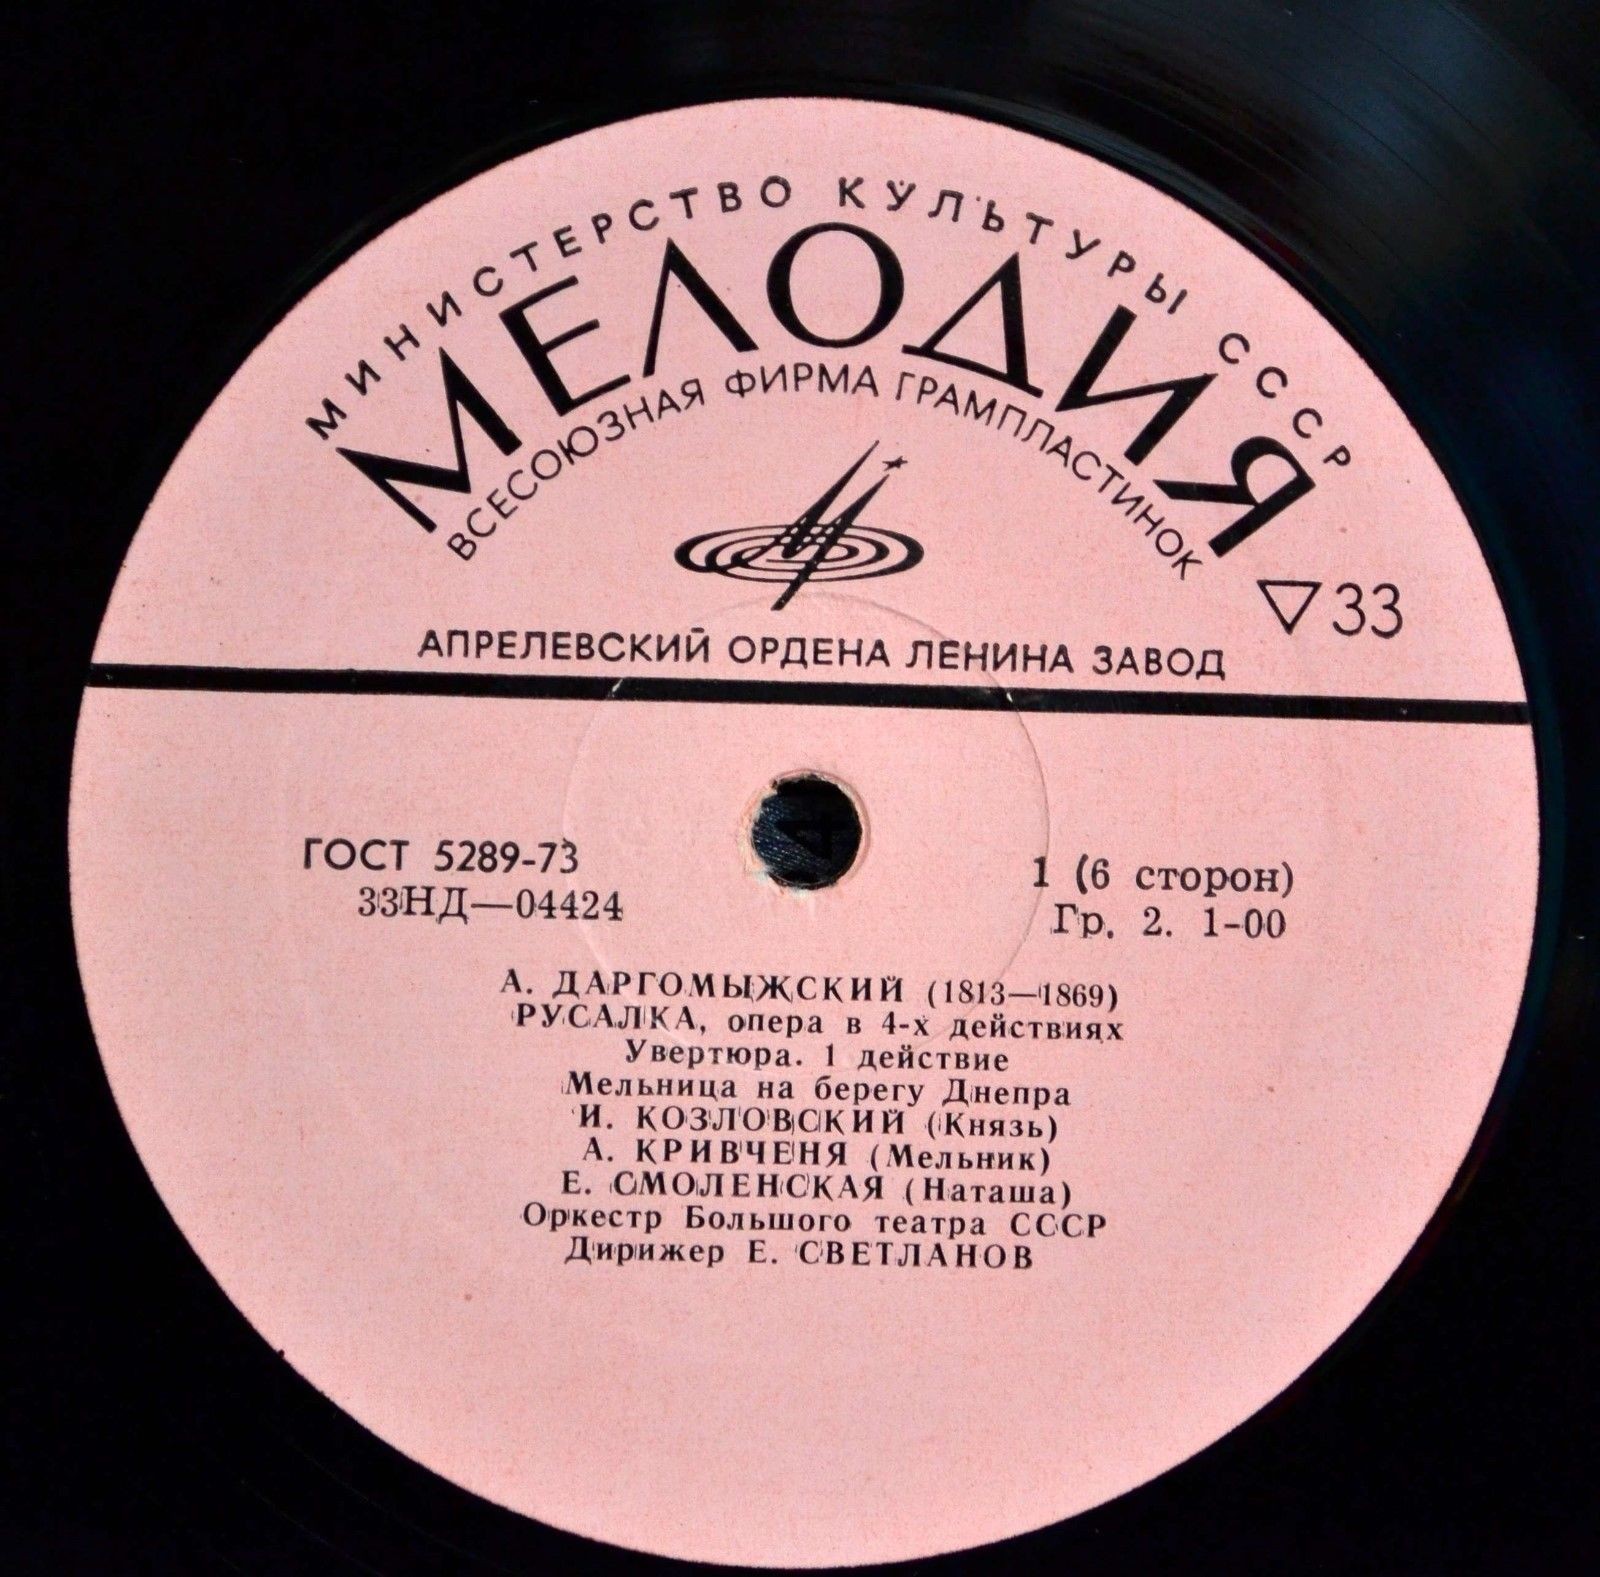 МИНИСТЕРСТВО КУЛЬТУРЫ СССР
МЕЛОДИЯ
ВСЕСОЮЗНАЯ ФИРМА ГРАМПЛАСТИНОК
▽33
АПРЕЛЕВСКИЙ ОРДЕНА ЛЕНИНА ЗАВОД
ГОСТ 5289-73
33НД—04424
1 (6 сторон)
Гр. 2. 1-00
А. ДАРГОМЫЖСКИЙ (1813—1869)
РУСАЛКА, опера в 4-х действиях
Увертюра. 1 действие
Мельница на берегу Днепра
И. КОЗЛОВСКИЙ (Князь)
А. КРИВЧЕНЯ (Мельник)
Е. СМОЛЕНСКАЯ (Наташа)
Оркестр Большого театра СССР
Дирижер Е. СВЕТЛАНОВ